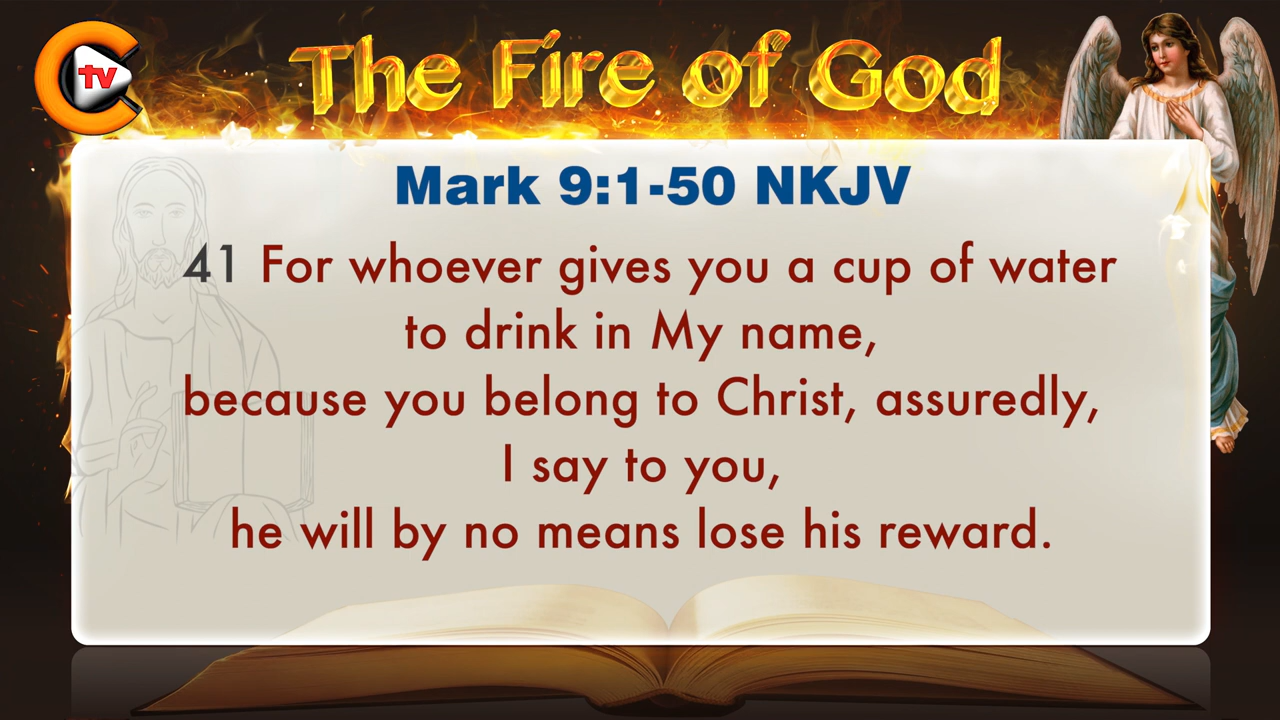 tv
The Fire of God
Mark 9:1-50 NKJV
41 For whoever gives you a cup of water
to drink in My name,
because you belong to Christ, assuredly,
I say to you,
he will by no means lose his reward.